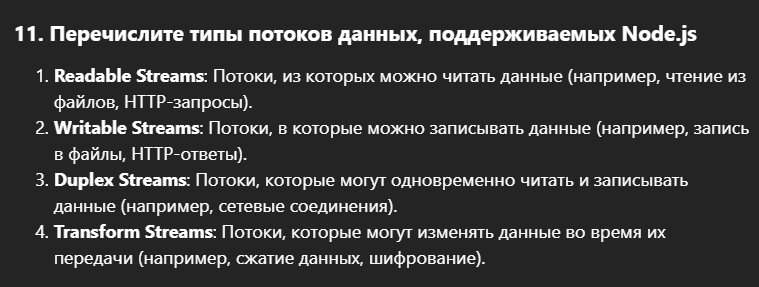 11. Перечислите типы потоков данных, поддерживаемых Node.js
1. Readable Streams: Потоки, из которых можно читать данные (например, чтение из
файлов, HTTP-запросы).
2. Writable Streams: Потоки, в которые можно записывать данные (например, запись
в файлы, HTTP-ответы).
3. Duplex Streams: Потоки, которые могут одновременно читать и записывать
данные (например, сетевые соединения).
4. Transform Streams: Потоки, которые могут изменять данные во время их
передачи (например, сжатие данных, шифрование).